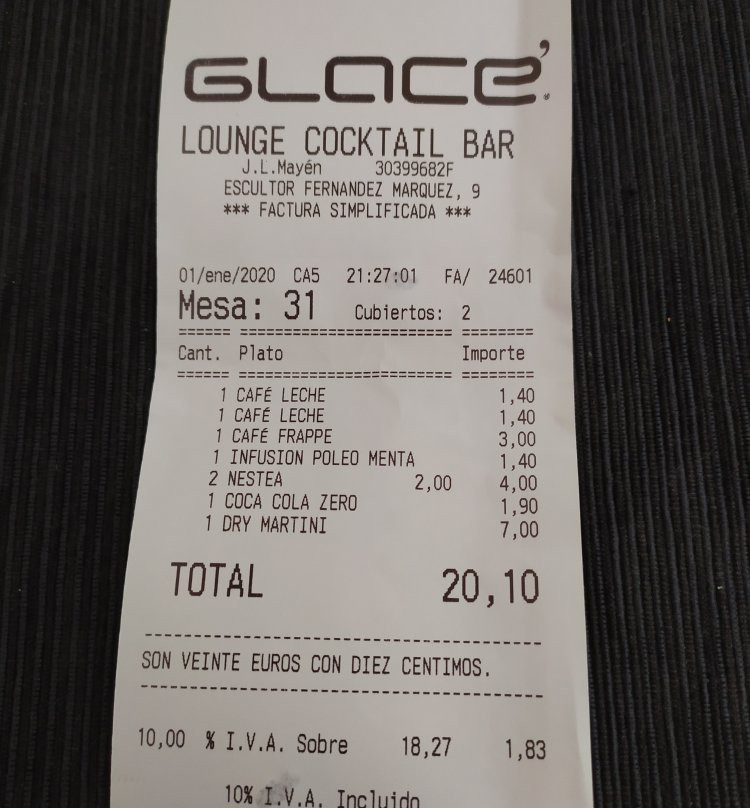 GLACE'
LOUNGE COCKTAIL BAR
J.L.Mayén 30399682F
ESCULTOR FERNANDEZ MARQUEZ, 9
*** FACTURA SIMPLIFICADA ***
01/ene/2020 CA5 21:27:01 FA/ 24601
Mesa: 31 Cubiertos: 2
Cant. Plato Importe
1 CAFÉ LECHE 1,40
1 CAFÉ LECHE 1,40
1 CAFÉ FRAPPE 3,00
1 INFUSION POLEO MENTA 1,40
2 NESTEA 2,00 4,00
1 COCA COLA ZERO 1,90
1 DRY MARTINI 7,00
TOTAL 20,10
SON VEINTE EUROS CON DIEZ CENTIMOS.
10,00 % I.V.A. Sobre 18,27 1,83
10% I.V.A. Incluido